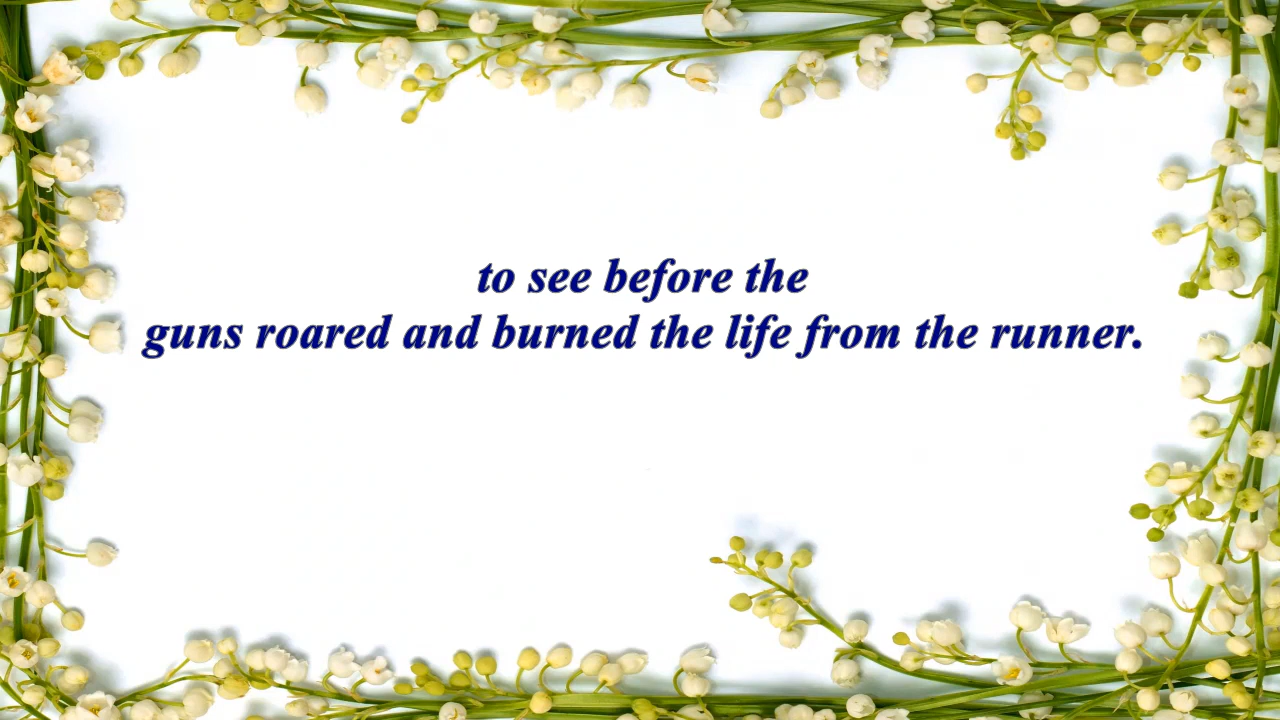 to see before the
guns roared and burned the life from the runner.